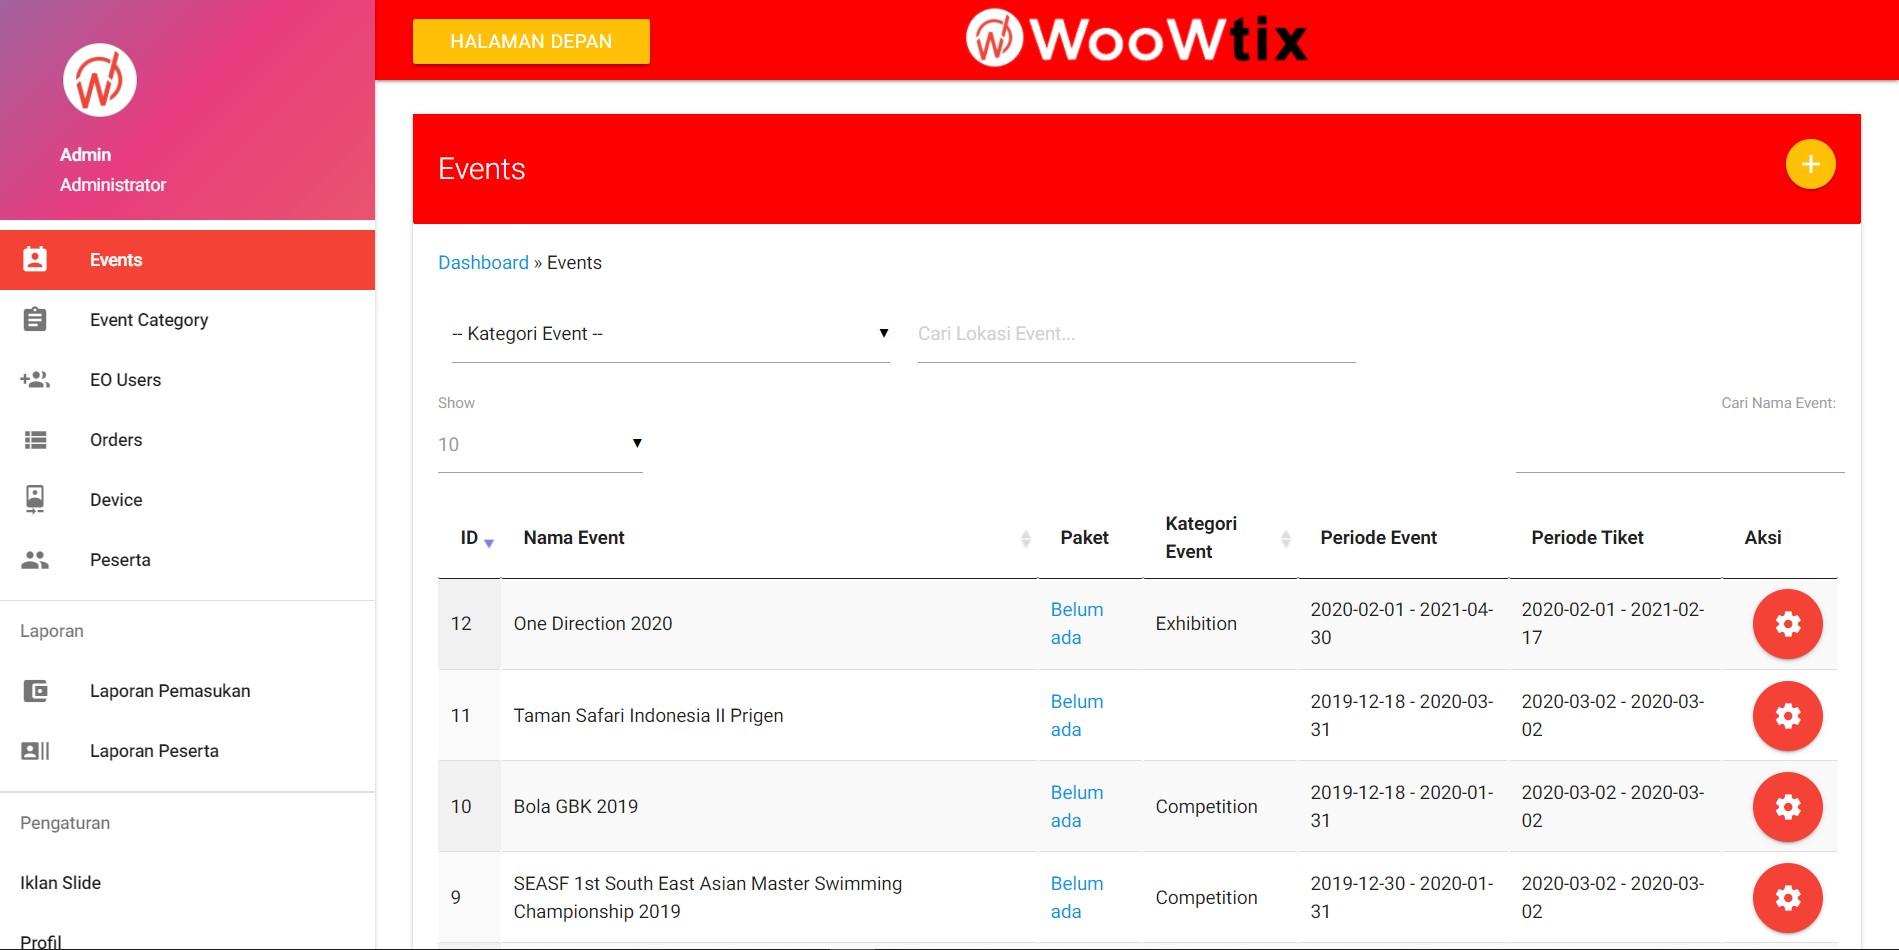 HALAMAN DEPAN
WooWtix
Admin
Administrator
Events
Event Category
EO Users
Orders
Device
Peserta
Laporan
Laporan Pemasukan
Laporan Peserta
Pengaturan
Iklan Slide
Profil
Events
Dashboard » Events
-- Kategori Event --
Cari Lokasi Event...
Show
Cari Nama Event:
10
ID Nama Event Paket Kategori Event Periode Event Periode Tiket Aksi
12 One Direction 2020 Belum ada Exhibition 2020-02-01 - 2021-04-30 2020-02-01 - 2021-02-17
11 Taman Safari Indonesia II Prigen Belum ada 2019-12-18 - 2020-03-31 2020-03-02 - 2020-03-02
10 Bola GBK 2019 Belum ada Competition 2019-12-18 - 2020-01-31 2020-03-02 - 2020-03-02
9 SEASF 1st South East Asian Master Swimming Championship 2019 Belum ada Competition 2019-12-30 - 2020-01-31 2020-03-02 - 2020-03-02